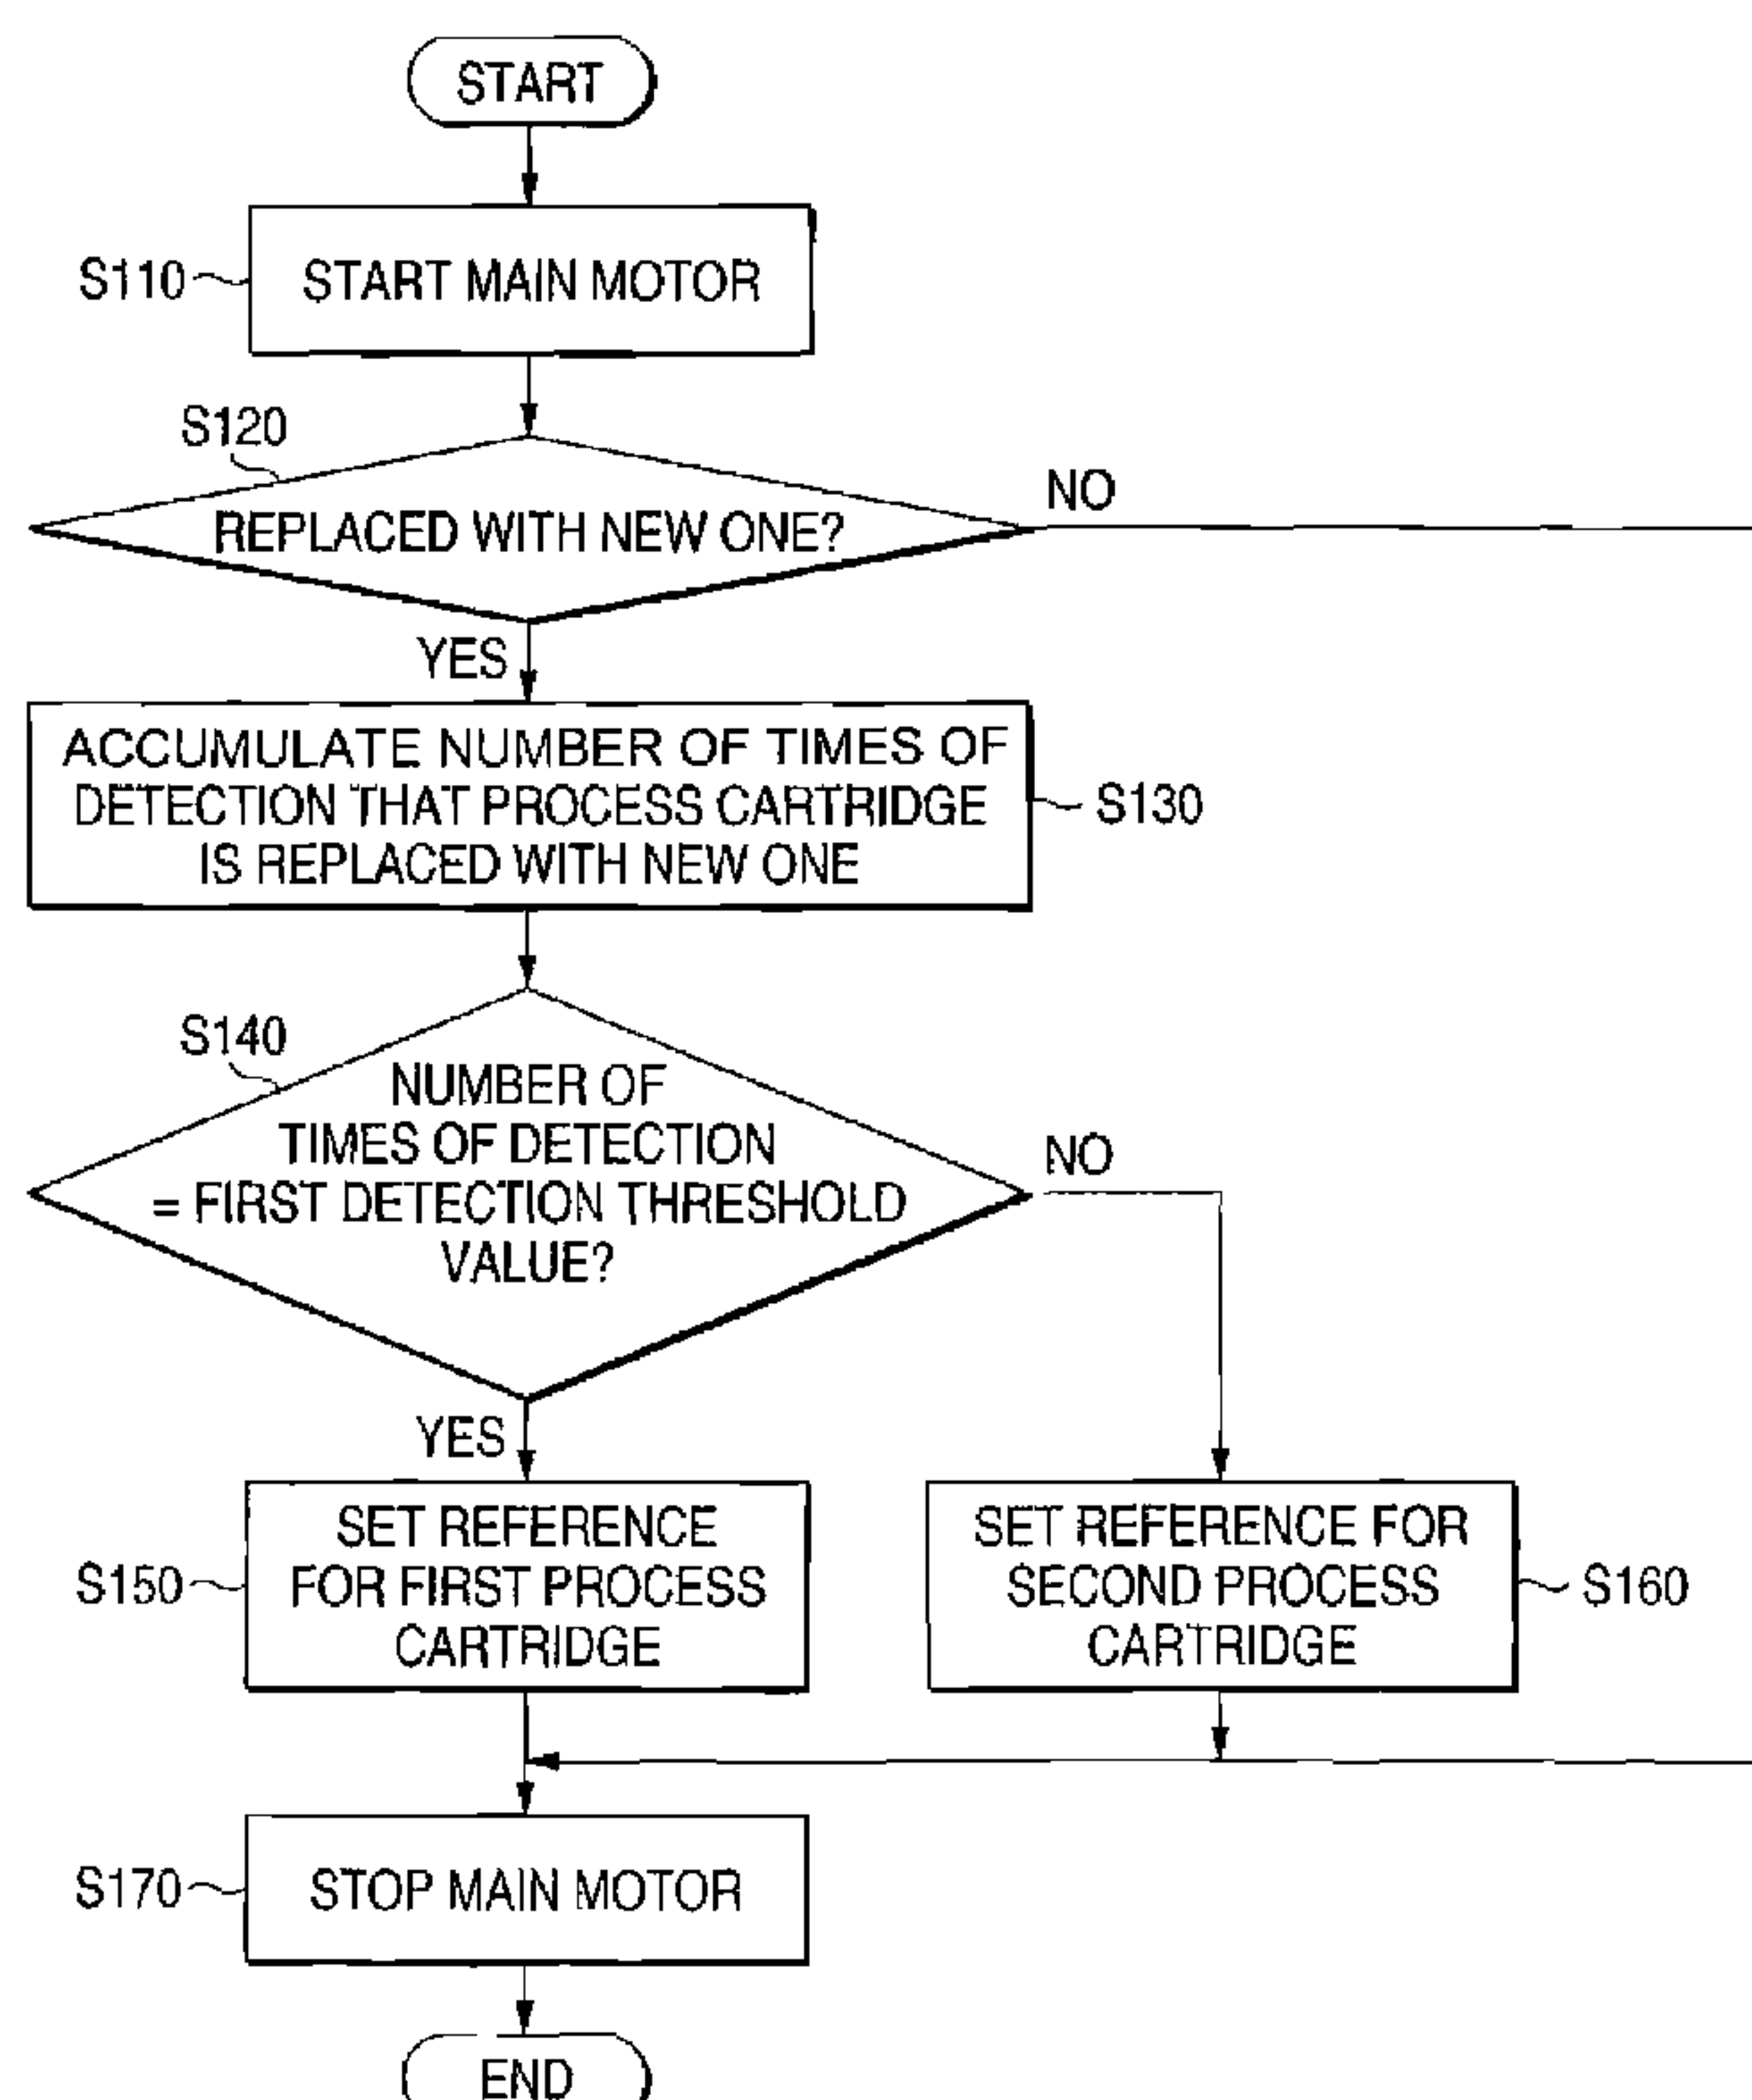 START
S110
START MAIN MOTOR
S120
REPLACED WITH NEW ONE?
NO
YES
ACCUMULATE NUMBER OF TIMES OF
DETECTION THAT PROCESS CARTRIDGE
IS REPLACED WITH NEW ONE
S130
S140
NUMBER OF
TIMES OF DETECTION
= FIRST DETECTION THRESHOLD
VALUE?
NO
YES
S150
SET REFERENCE
FOR FIRST PROCESS
CARTRIDGE
SET REFERENCE FOR
SECOND PROCESS
CARTRIDGE
S160
S170
STOP MAIN MOTOR
END